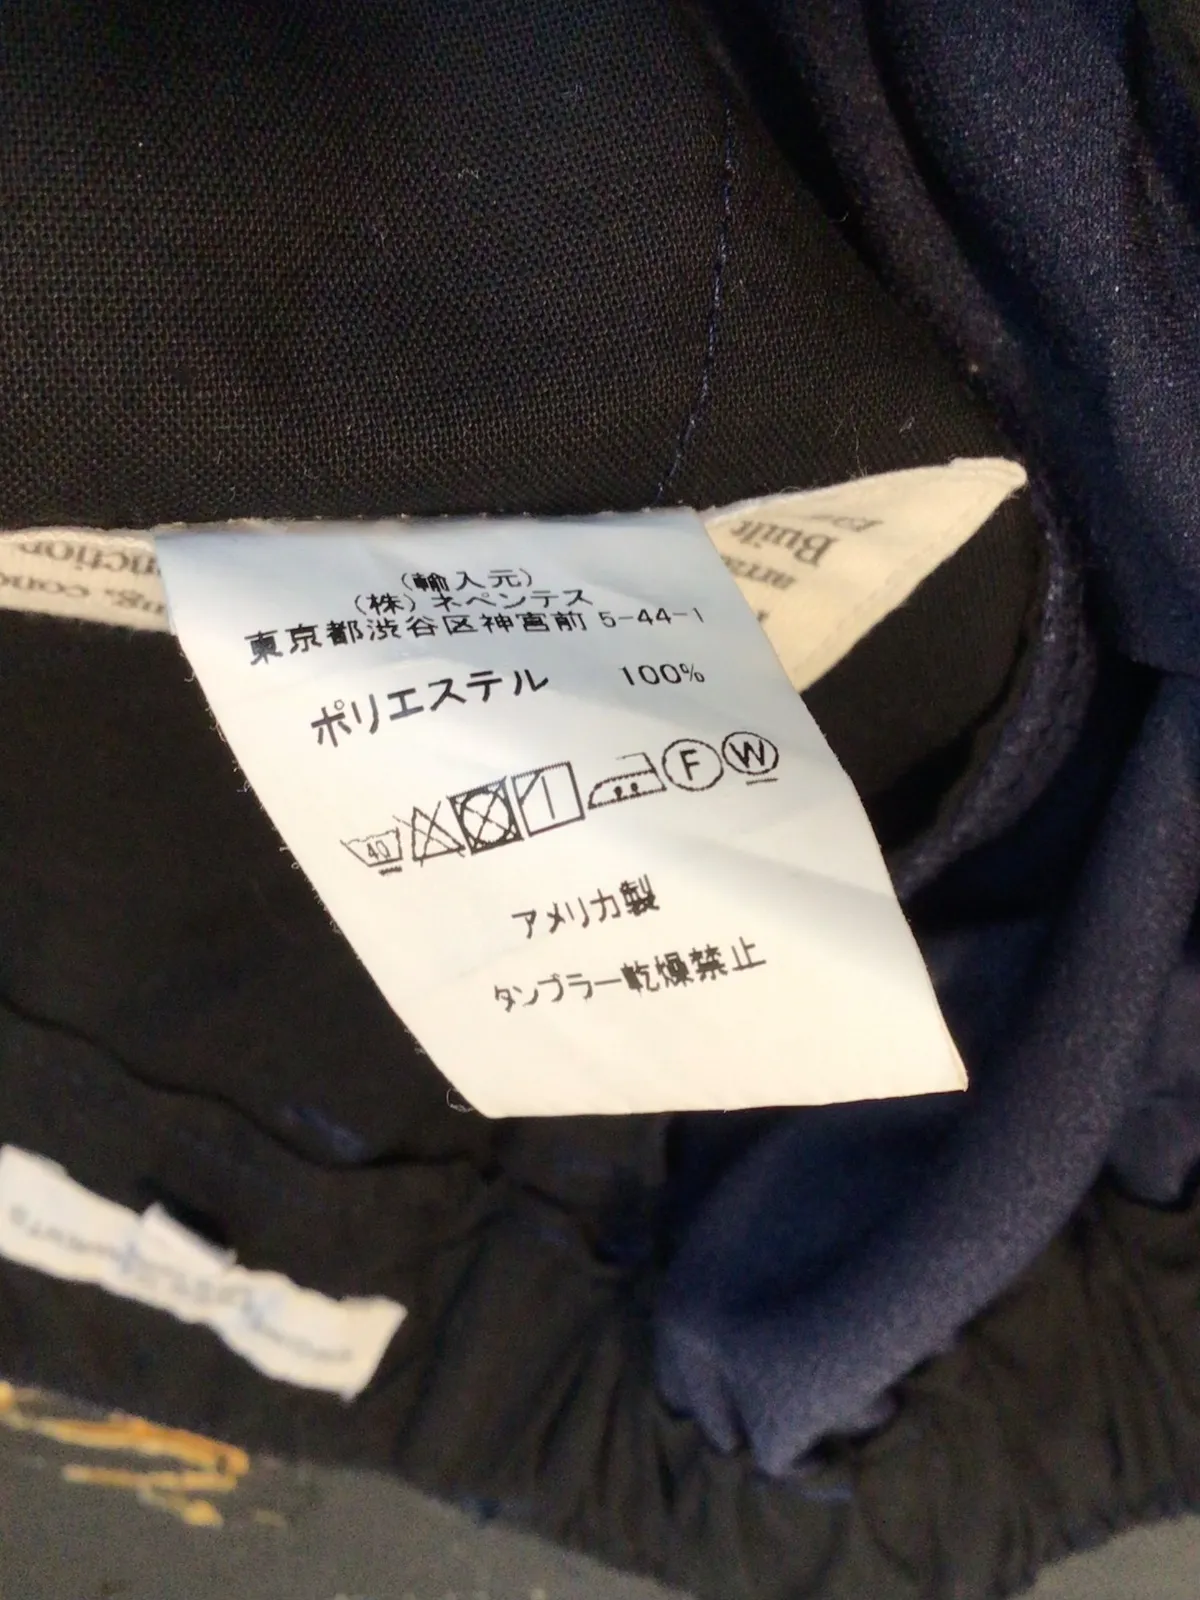 （輸入元）
（株）ネペンテス
東京都渋谷区神宮前 5-44-1
ポリエステル 100%
40 F W
アメリカ製
タンブラー乾燥禁止
Built
nction